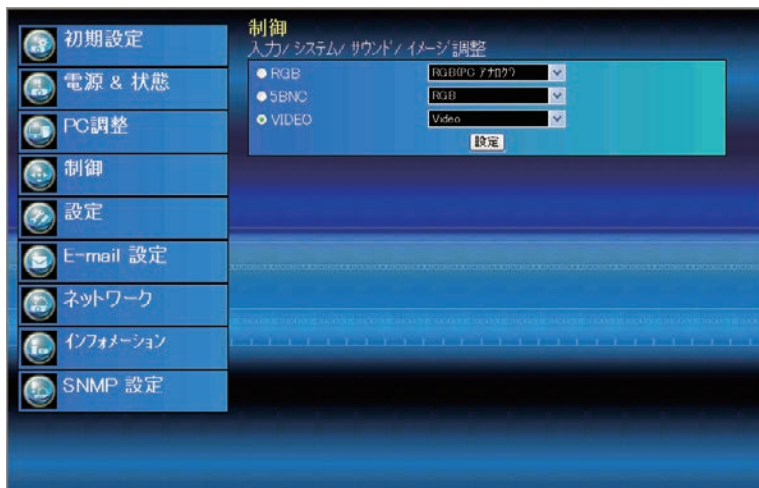 初期設定
電源 & 状態
PC調整
制御
設定
E-mail 設定
ネットワーク
インフォメーション
SNMP 設定
制御
入力/ システム/ サウンド/ イメージ調整
RGB RGB(PC アナログ)
5BNC RGB
VIDEO Video
設定